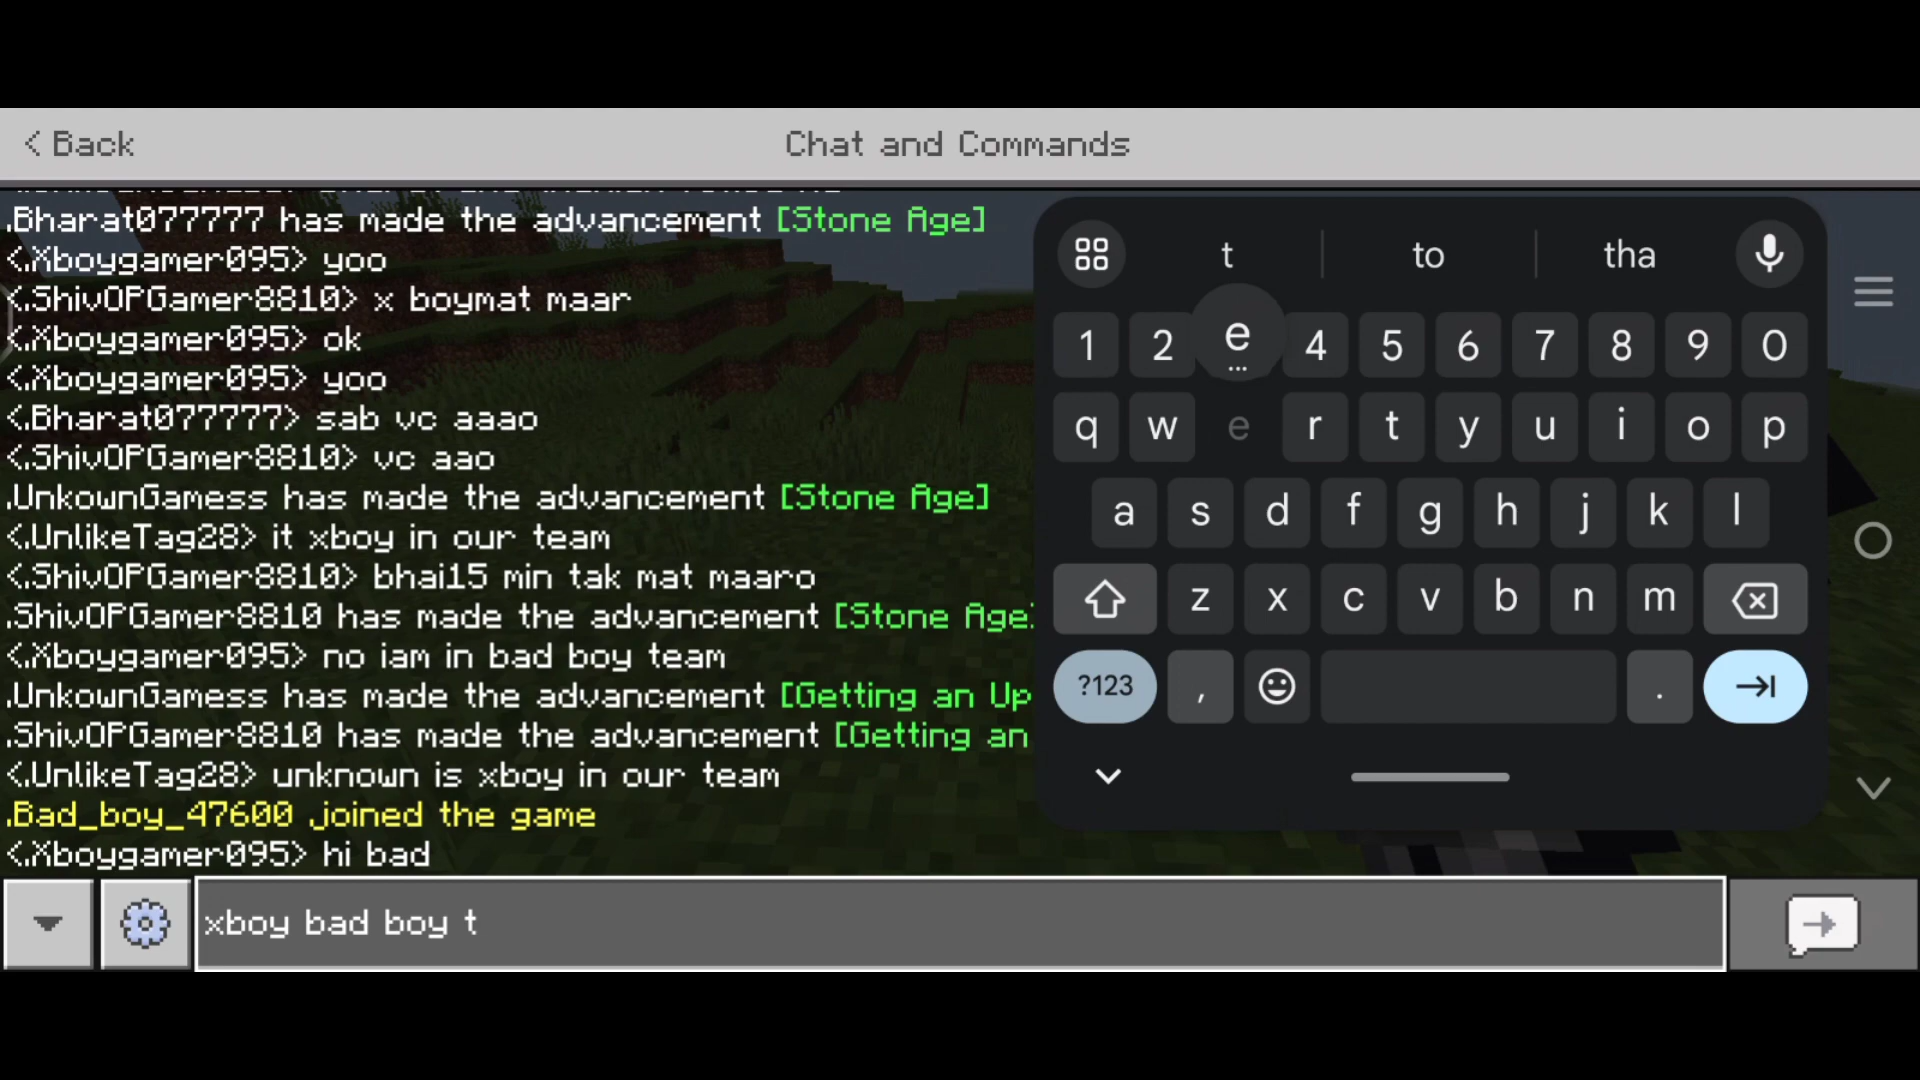 < Back
Chat and Commands
.Bharat077777 has made the advancement [Stone Age]
<.Xboygamer095> yoo
<.ShivOPGamer8810> x boymat maar
<.Xboygamer095> ok
<.Xboygamer095> yoo
<.Bharat077777> sab vc aaao
<.ShivOPGamer8810> vc aao
.UnkownGamess has made the advancement [Stone Age]
<.UnlikeTag28> it xboy in our team
<.ShivOPGamer8810> bhai15 min tak mat maaro
.ShivOPGamer8810 has made the advancement [Stone Age]
<.Xboygamer095> no iam in bad boy team
.UnkownGamess has made the advancement [Getting an Up
.ShivOPGamer8810 has made the advancement [Getting an
<.UnlikeTag28> unknown is xboy in our team
.Bad_boy_47600 joined the game
<.Xboygamer095> hi bad
xboy bad boy t
t to tha
1 2 e 4 5 6 7 8 9 0
q w e r t y u i o p
a s d f g h j k l
z x c v b n m
?123 , .